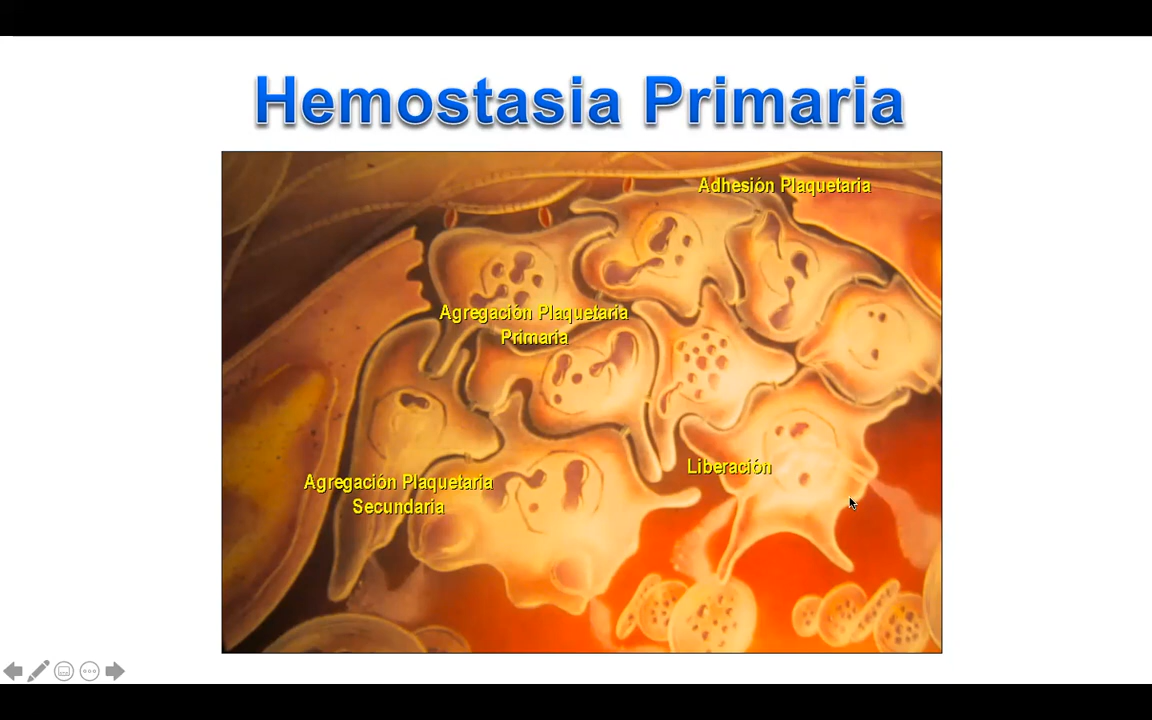 Hemostasia Primaria
Adhesión Plaquetaria
Agregación Plaquetaria
Primaria
Liberación
Agregación Plaquetaria
Secundaria